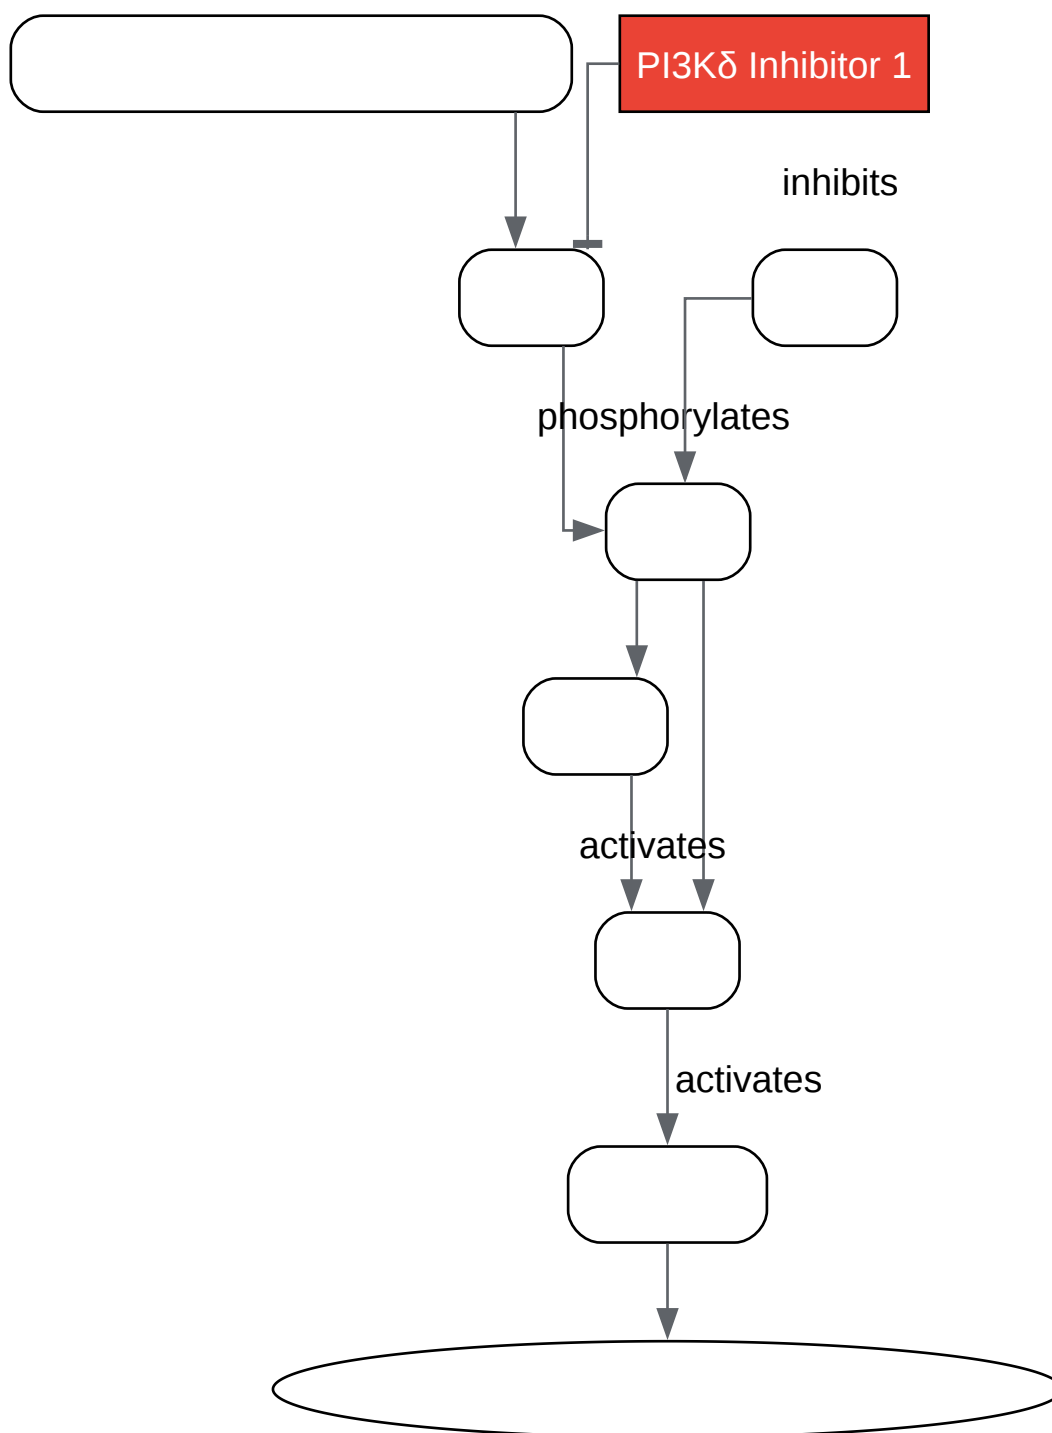 PI3Kδ Inhibitor 1
inhibits
phosphorylates
activates
activates